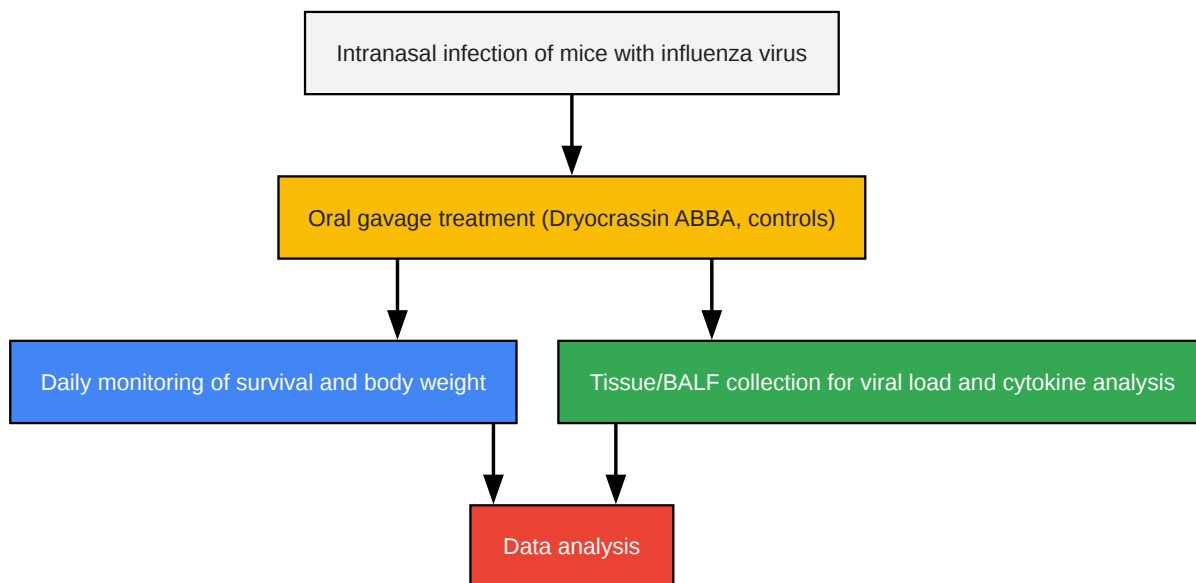 Intranasal infection of mice with influenza virus
Oral gavage treatment (Dryocrassin ABBA, controls)
Daily monitoring of survival and body weight
Tissue/BALF collection for viral load and cytokine analysis
Data analysis